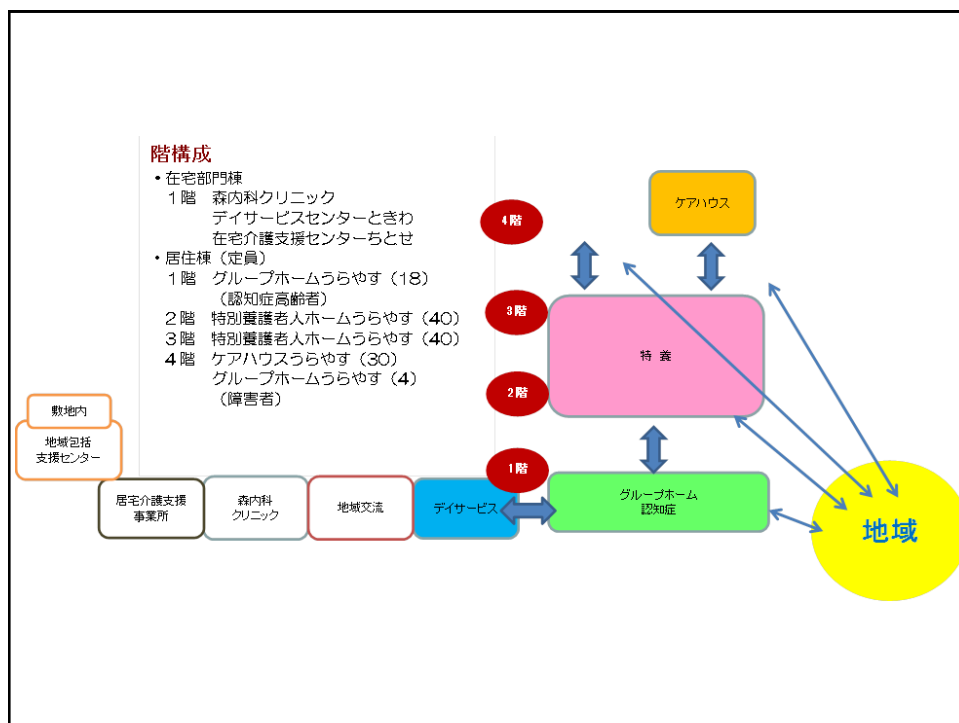 階構成
・在宅部門棟
1階 森内科クリニック
デイサービスセンターときわ
在宅介護支援センターちとせ
・居住棟（定員）
1階 グループホームうらやす（18）
（認知症高齢者）
2階 特別養護老人ホームうらやす（40）
3階 特別養護老人ホームうらやす（40）
4階 ケアハウスうらやす（30）
グループホームうらやす（4）
（障害者）
4階
ケアハウス
3階
特 養
2階
敷地内
地域包括
支援センター
1階
居宅介護支援
事業所
森内科
クリニック
地域交流
デイサービス
グループホーム
認知症
地域